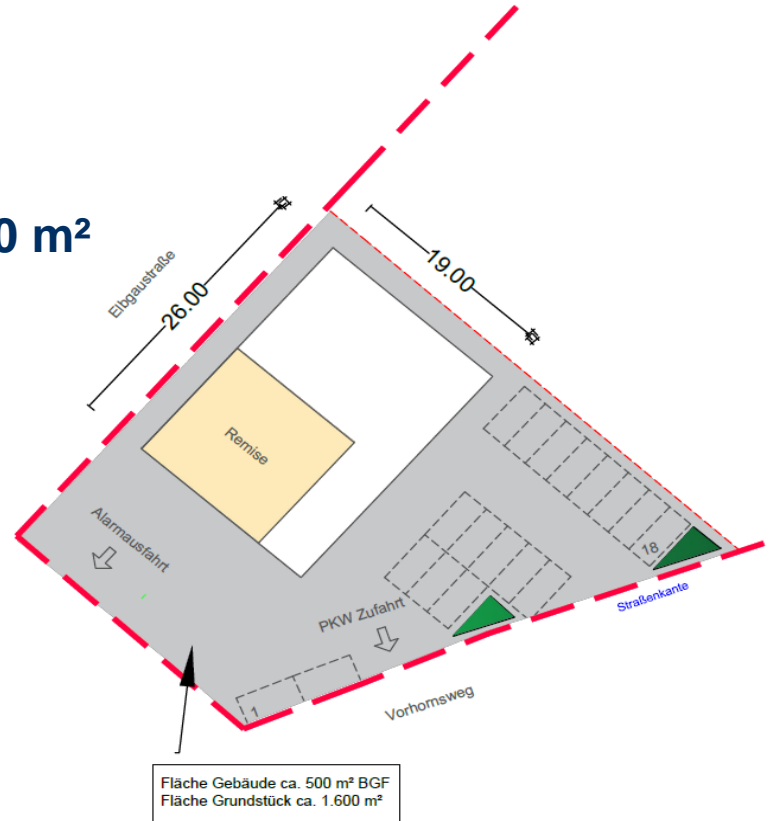 0 m²
Elbgaustraße
26.00
19.00
Remise
Alarmausfahrt
18
PKW Zufahrt
Straßenkante
1
Vorhornsweg
Fläche Gebäude ca. 500 m² BGF
Fläche Grundstück ca. 1.600 m²